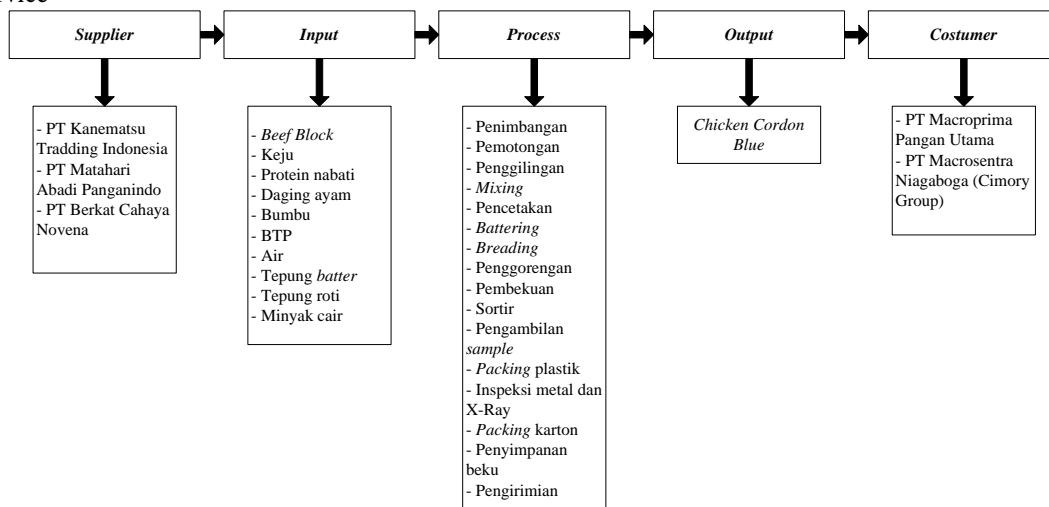 Supplier
Input
Process
Output
Costumer
- PT Kanematsu
Tradding Indonesia
- PT Matahari
Abadi Panganindo
- PT Berkat Cahaya
Novena
- Beef Block
- Keju
- Protein nabati
- Daging ayam
- Bumbu
- BTP
- Air
- Tepung batter
- Tepung roti
- Minyak cair
- Penimbangan
- Pemotongan
- Penggilingan
- Mixing
- Pencetakan
- Battering
- Breading
- Penggorengan
- Pembekuan
- Sortir
- Pengambilan
sample
- Packing plastik
- Inspeksi metal dan
X-Ray
- Packing karton
- Penyimpanan
beku
- Pengirimian
Chicken Cordon
Blue
- PT Macroprima
Pangan Utama
- PT Macrosentra
Niagaboga (Cimory
Group)